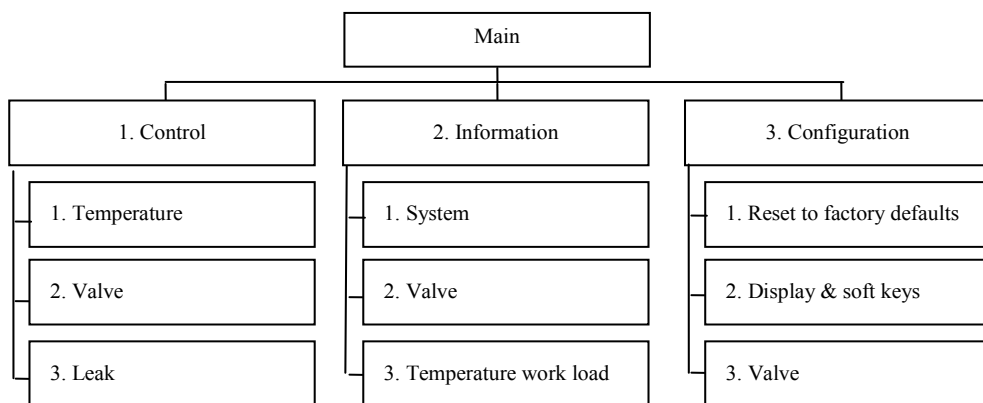 Main
1. Control
1. Temperature
2. Valve
3. Leak
2. Information
1. System
2. Valve
3. Temperature work load
3. Configuration
1. Reset to factory defaults
2. Display & soft keys
3. Valve